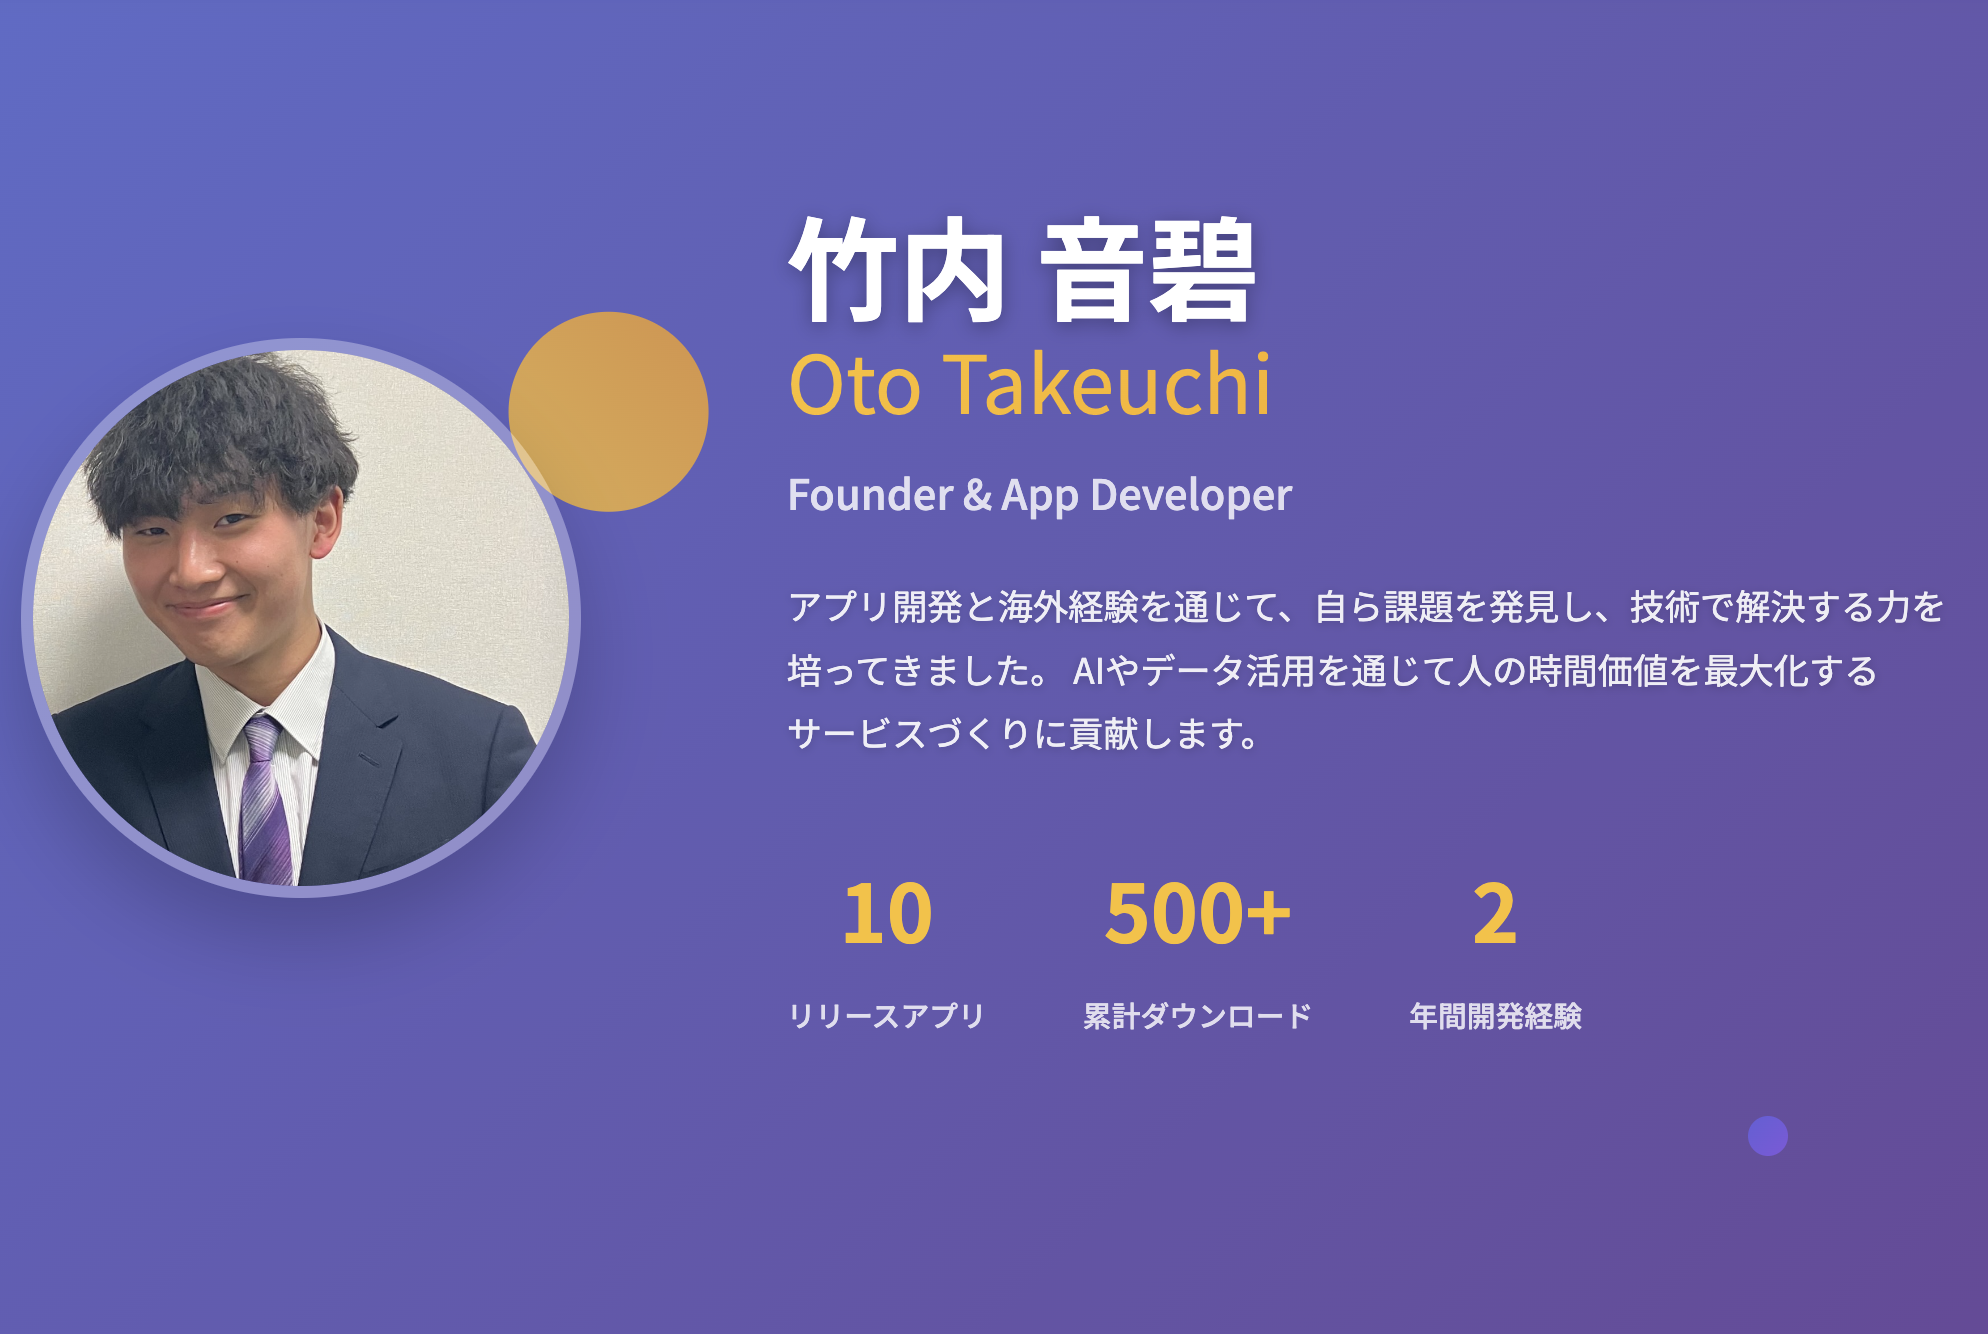 竹内 音碧
Oto Takeuchi
Founder & App Developer
アプリ開発と海外経験を通じて、自ら課題を発見し、技術で解決する力を
培ってきました。 AIやデータ活用を通じて人の時間価値を最大化する
サービスづくりに貢献します。
10 500+ 2
リリースアプリ 累計ダウンロード 年間開発経験